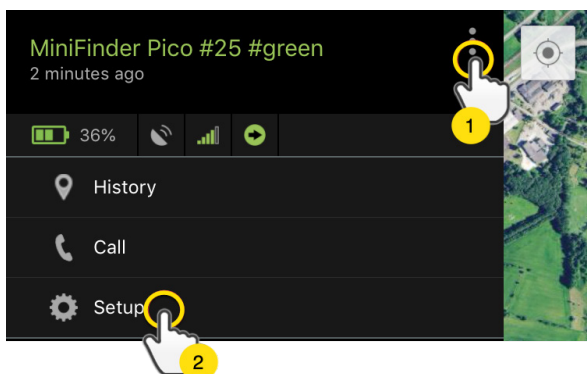 MiniFinder Pico #25 #green
2 minutes ago
1
36%
History
Call
Setup
2